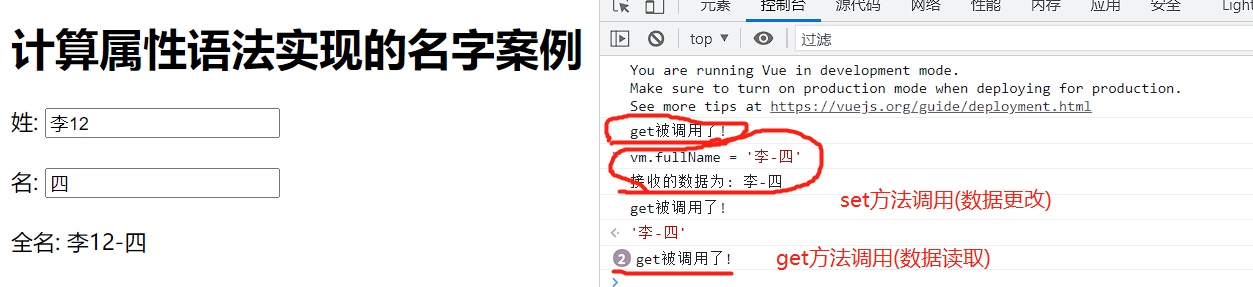 元素 控制台 源代码 网络 性能 内存 应用 安全 Light
top ▼ 过滤
计算属性语法实现的名字案例
姓: 李12
名: 四
全名: 李12-四
You are running Vue in development mode.
Make sure to turn on production mode when deploying for production.
See more tips at https://vuejs.org/guide/deployment.html
get被调用了!
vm.fullName = '李-四'
接收的数据为: 李-四
set方法调用(数据更改)
get被调用了!
'李-四'
2 get被调用了!
get方法调用(数据读取)